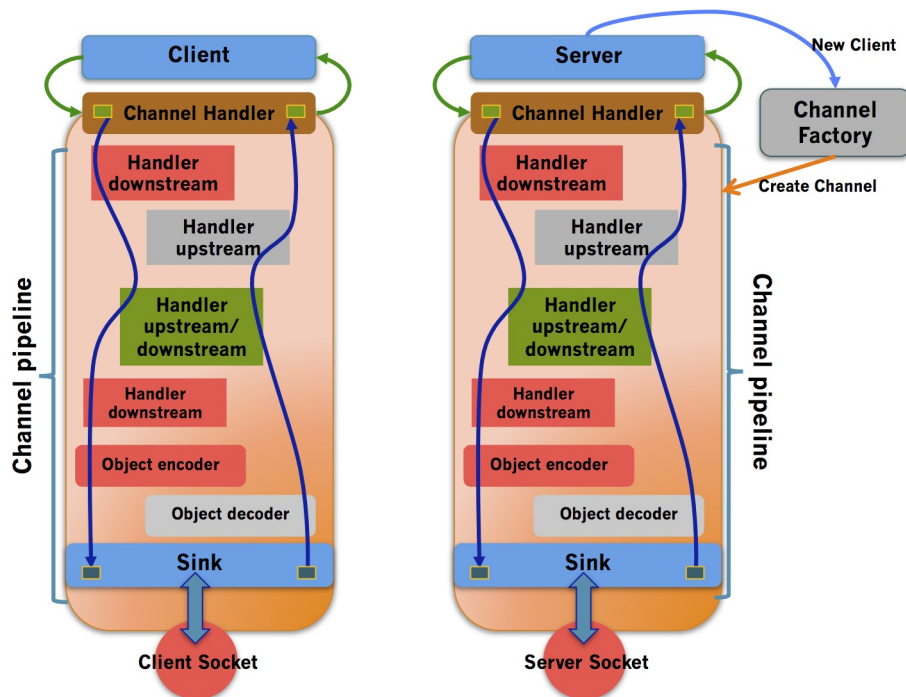 Client
Channel Handler
Handler
downstream
Handler
upstream
Handler
upstream/
downstream
Handler
downstream
Object encoder
Object decoder
Sink
Client Socket
Channel pipeline
Server
Channel Handler
Handler
downstream
Handler
upstream
Handler
upstream/
downstream
Handler
downstream
Object encoder
Object decoder
Sink
Server Socket
Channel pipeline
New Client
Channel
Factory
Create Channel